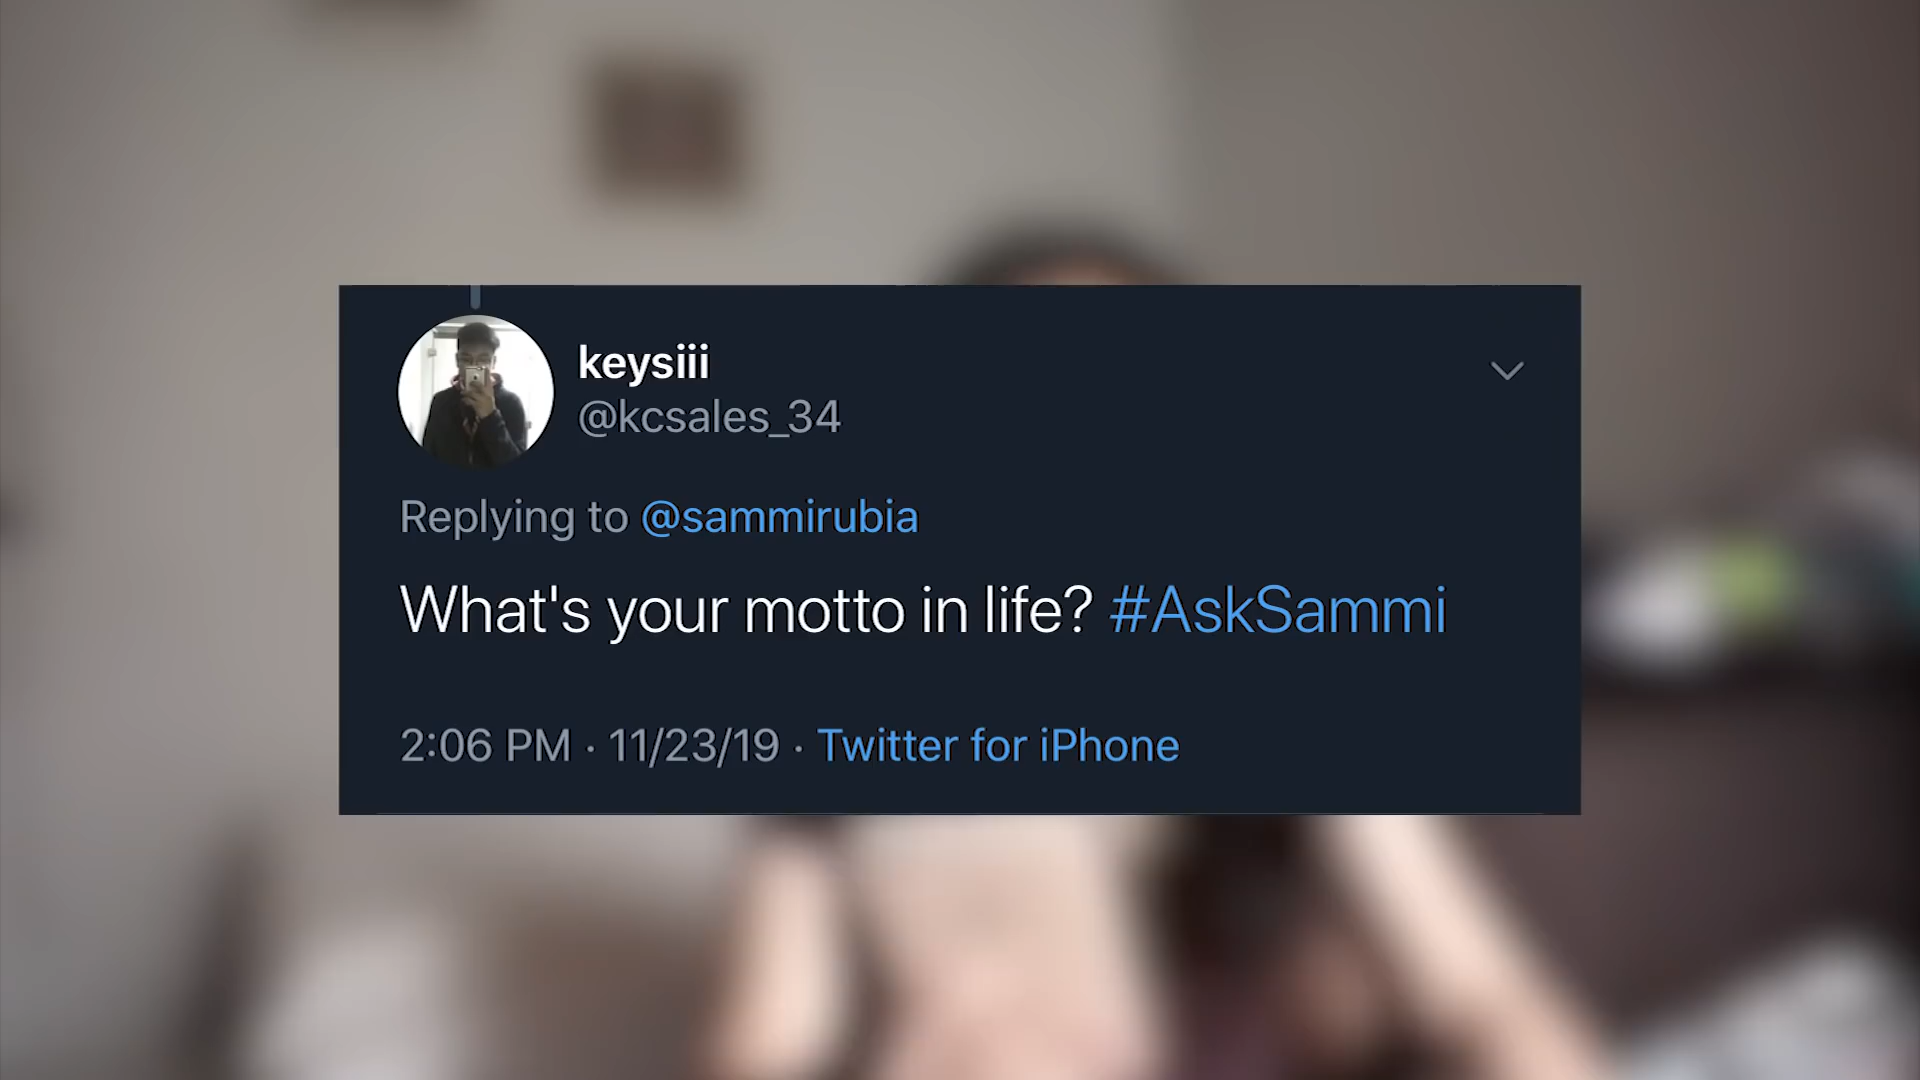 keysiii
@kcsales_34
Replying to @sammirubia
What's your motto in life? #AskSammi
2:06 PM · 11/23/19 · Twitter for iPhone